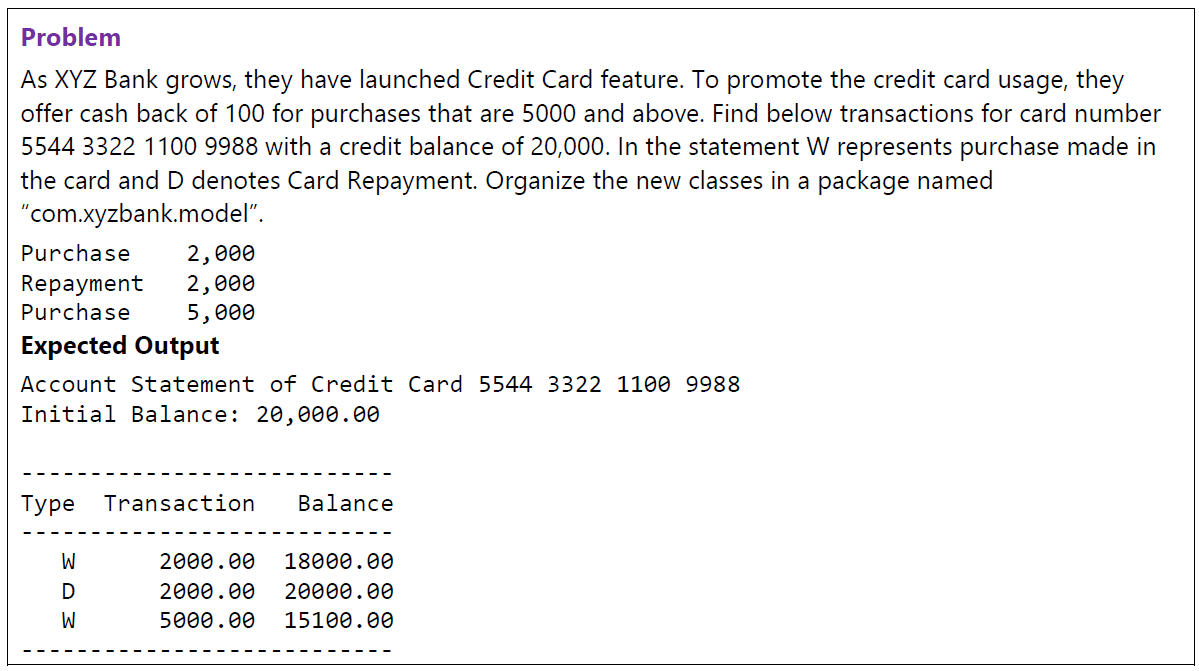 Problem
As XYZ Bank grows, they have launched Credit Card feature. To promote the credit card usage, they
offer cash back of 100 for purchases that are 5000 and above. Find below transactions for card number
5544 3322 1100 9988 with a credit balance of 20,000. In the statement W represents purchase made in
the card and D denotes Card Repayment. Organize the new classes in a package named
“com.xyzbank.model”.
Purchase    2,000
Repayment   2,000
Purchase    5,000
Expected Output
Account Statement of Credit Card 5544 3322 1100 9988
Initial Balance: 20,000.00
---------------------------
Type  Transaction   Balance
---------------------------
   W      2000.00  18000.00
   D      2000.00  20000.00
   W      5000.00  15100.00
---------------------------